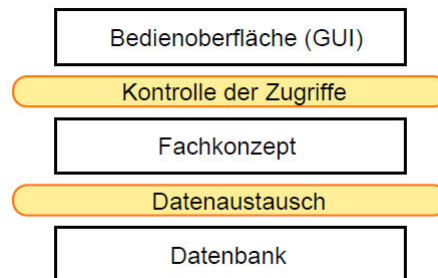 Bedienoberfläche (GUI)
Kontrolle der Zugriffe
Fachkonzept
Datenaustausch
Datenbank